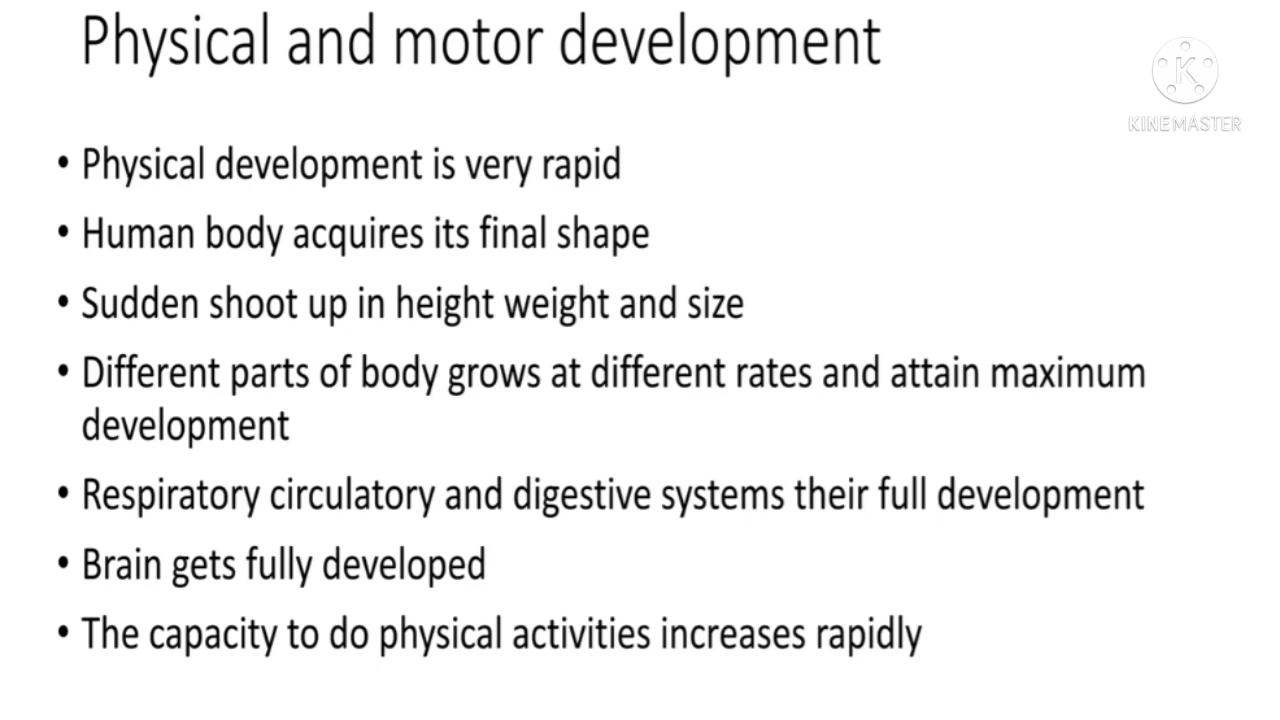 Physical and motor development
K
KINEMASTER
• Physical development is very rapid
• Human body acquires its final shape
• Sudden shoot up in height weight and size
• Different parts of body grows at different rates and attain maximum
development
• Respiratory circulatory and digestive systems their full development
• Brain gets fully developed
• The capacity to do physical activities increases rapidly